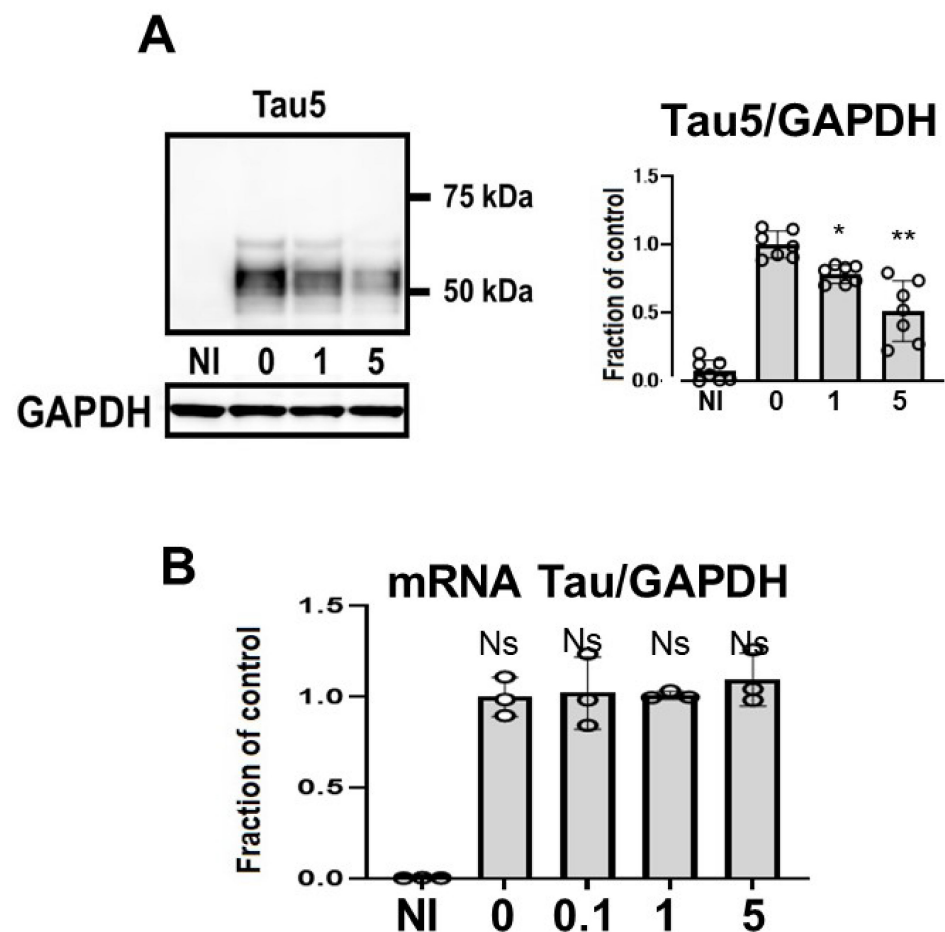 A
Tau5
75 kDa
50 kDa
NI 0 1 5
GAPDH
Tau5/GAPDH
Fraction of control
1.5
1.0
0.5
0.0
* **
NI 0 1 5
B
mRNA Tau/GAPDH
Fraction of control
1.5
1.0
0.5
0.0
Ns Ns Ns Ns
NI 0 0.1 1 5